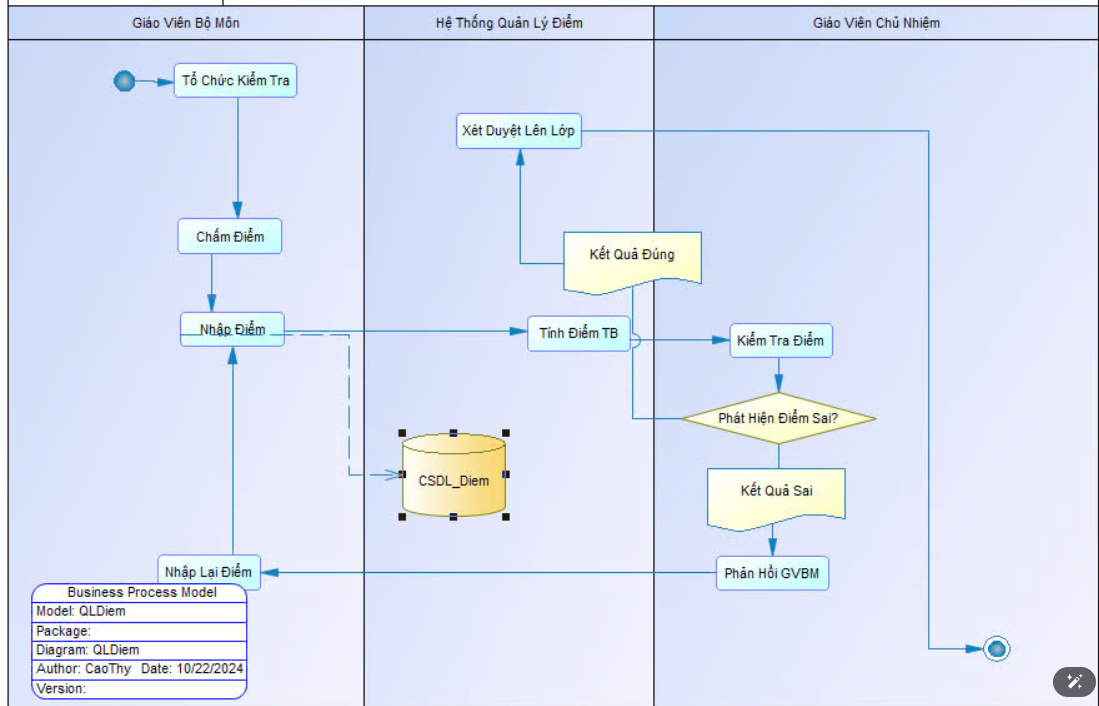 Giáo Viên Bộ Môn
Hệ Thống Quản Lý Điểm
Giáo Viên Chủ Nhiệm
Tổ Chức Kiểm Tra
Xét Duyệt Lên Lớp
Chấm Điểm
Kết Quả Đúng
Nhập Điểm
Tính Điểm TB
Kiểm Tra Điểm
Phát Hiện Điểm Sai?
CSDL_Diem
Kết Quả Sai
Nhập Lại Điểm
Phản Hồi GVBM
Business Process Model
Model: QLDiem
Package:
Diagram: QLDiem
Author: CaoThy Date: 10/22/2024
Version: